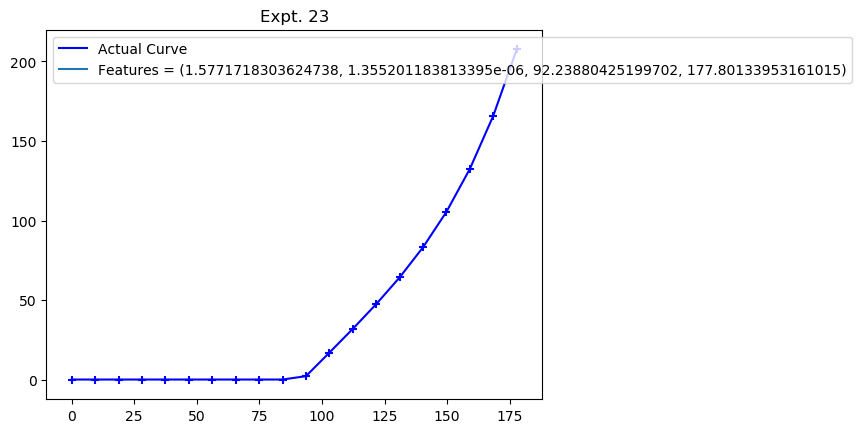 Expt. 23
Actual Curve
Features = (1.5771718303624738, 1.355201183813395e-06, 92.23880425199702, 177.80133953161015)
200
150
100
50
0
0 25 50 75 100 125 150 175